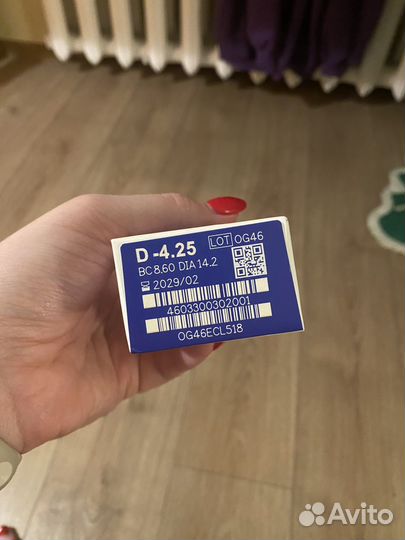 D -4.25 LOT OG46
BC 8.60 DIA 14.2
2029/02
4603300302001
OG46ECL518
Avito